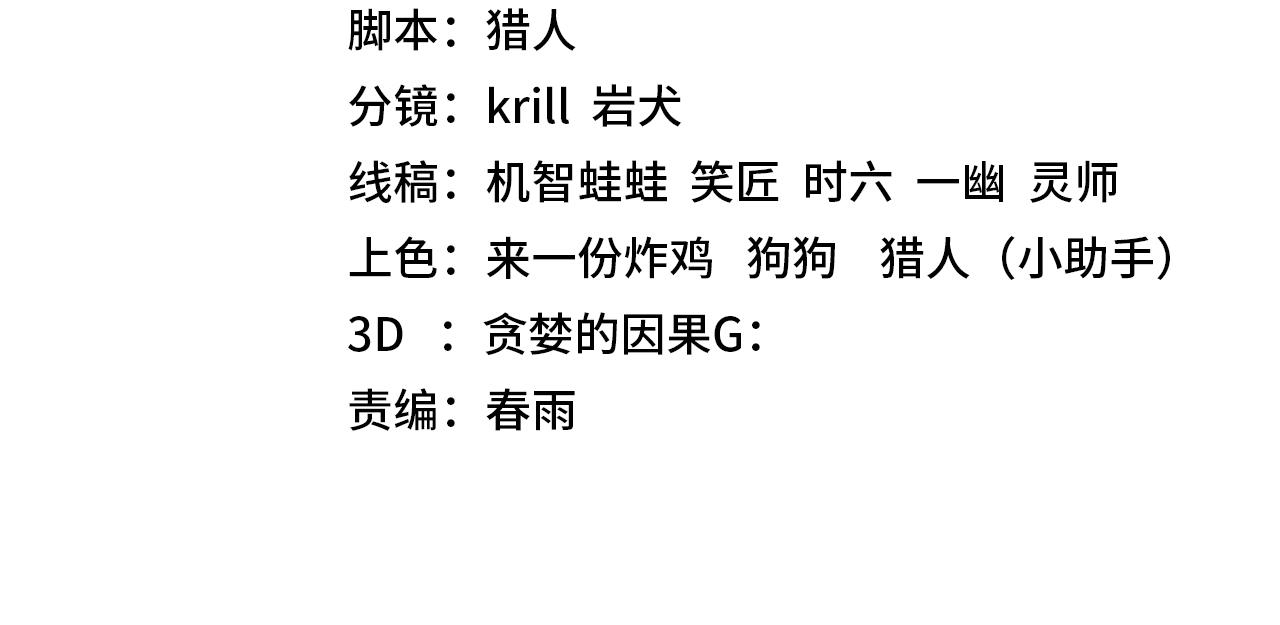 脚本：猎人
分镜：krill 岩犬
线稿：机智蛙蛙 笑匠 时六 一幽 灵师
上色：来一份炸鸡 狗狗 猎人（小助手）
3D ：贪婪的因果G：
责编：春雨